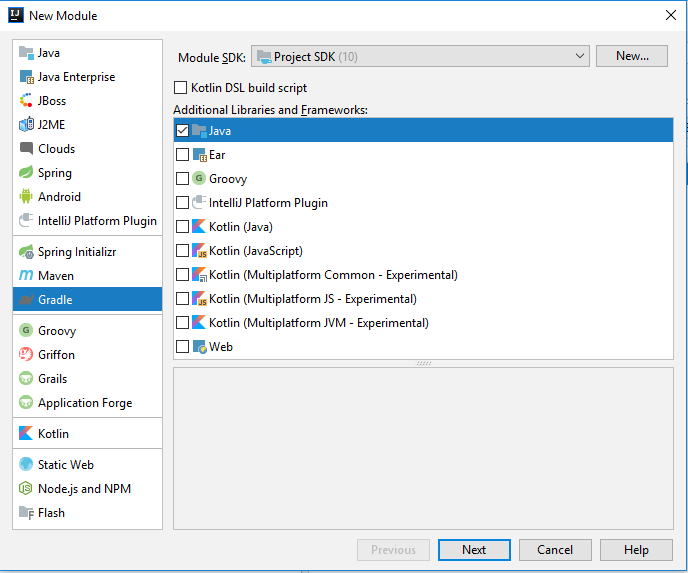 New Module
Java
Java Enterprise
JBoss
J2ME
Clouds
Spring
Android
IntelliJ Platform Plugin
Spring Initializr
Maven
Gradle
Groovy
Griffon
Grails
Application Forge
Kotlin
Static Web
Node.js and NPM
Flash
Module SDK: Project SDK (10) New...
Kotlin DSL build script
Additional Libraries and Frameworks:
Java
Ear
Groovy
IntelliJ Platform Plugin
Kotlin (Java)
Kotlin (JavaScript)
Kotlin (Multiplatform Common - Experimental)
Kotlin (Multiplatform JS - Experimental)
Kotlin (Multiplatform JVM - Experimental)
Web
Previous Next Cancel Help